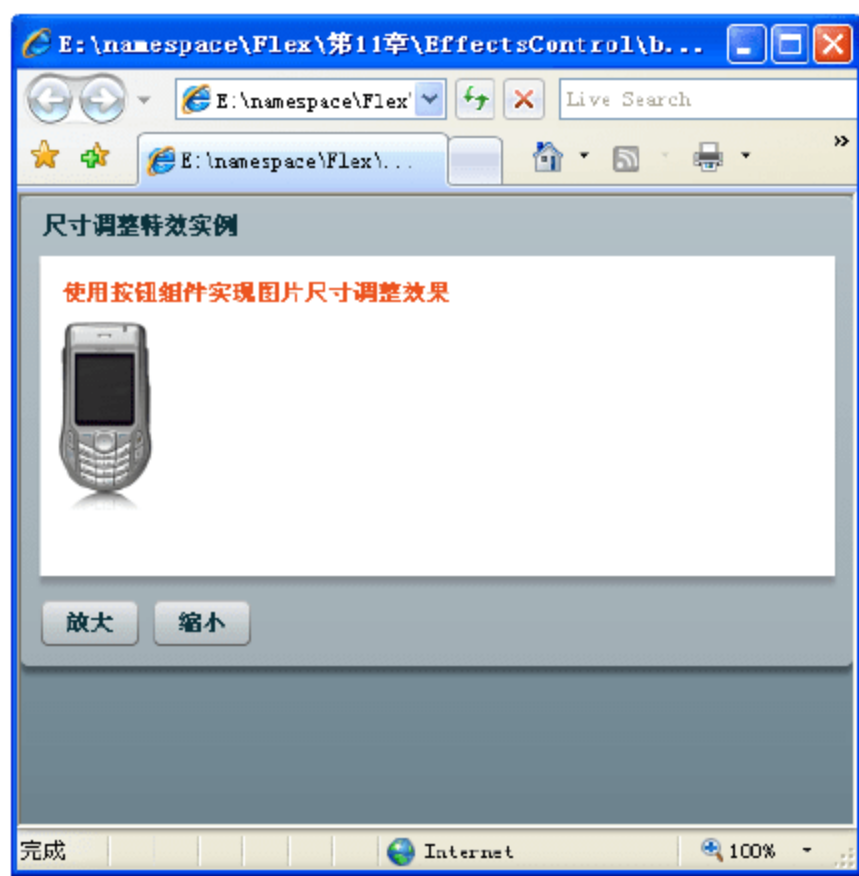 E:\namespace\Flex\第11章\EffectsControl\b...
E:\namespace\Flex'
Live Search
E:\namespace\Flex\...
尺寸调整特效实例
使用按钮组件实现图片尺寸调整效果
放大
缩小
完成
Internet
100%